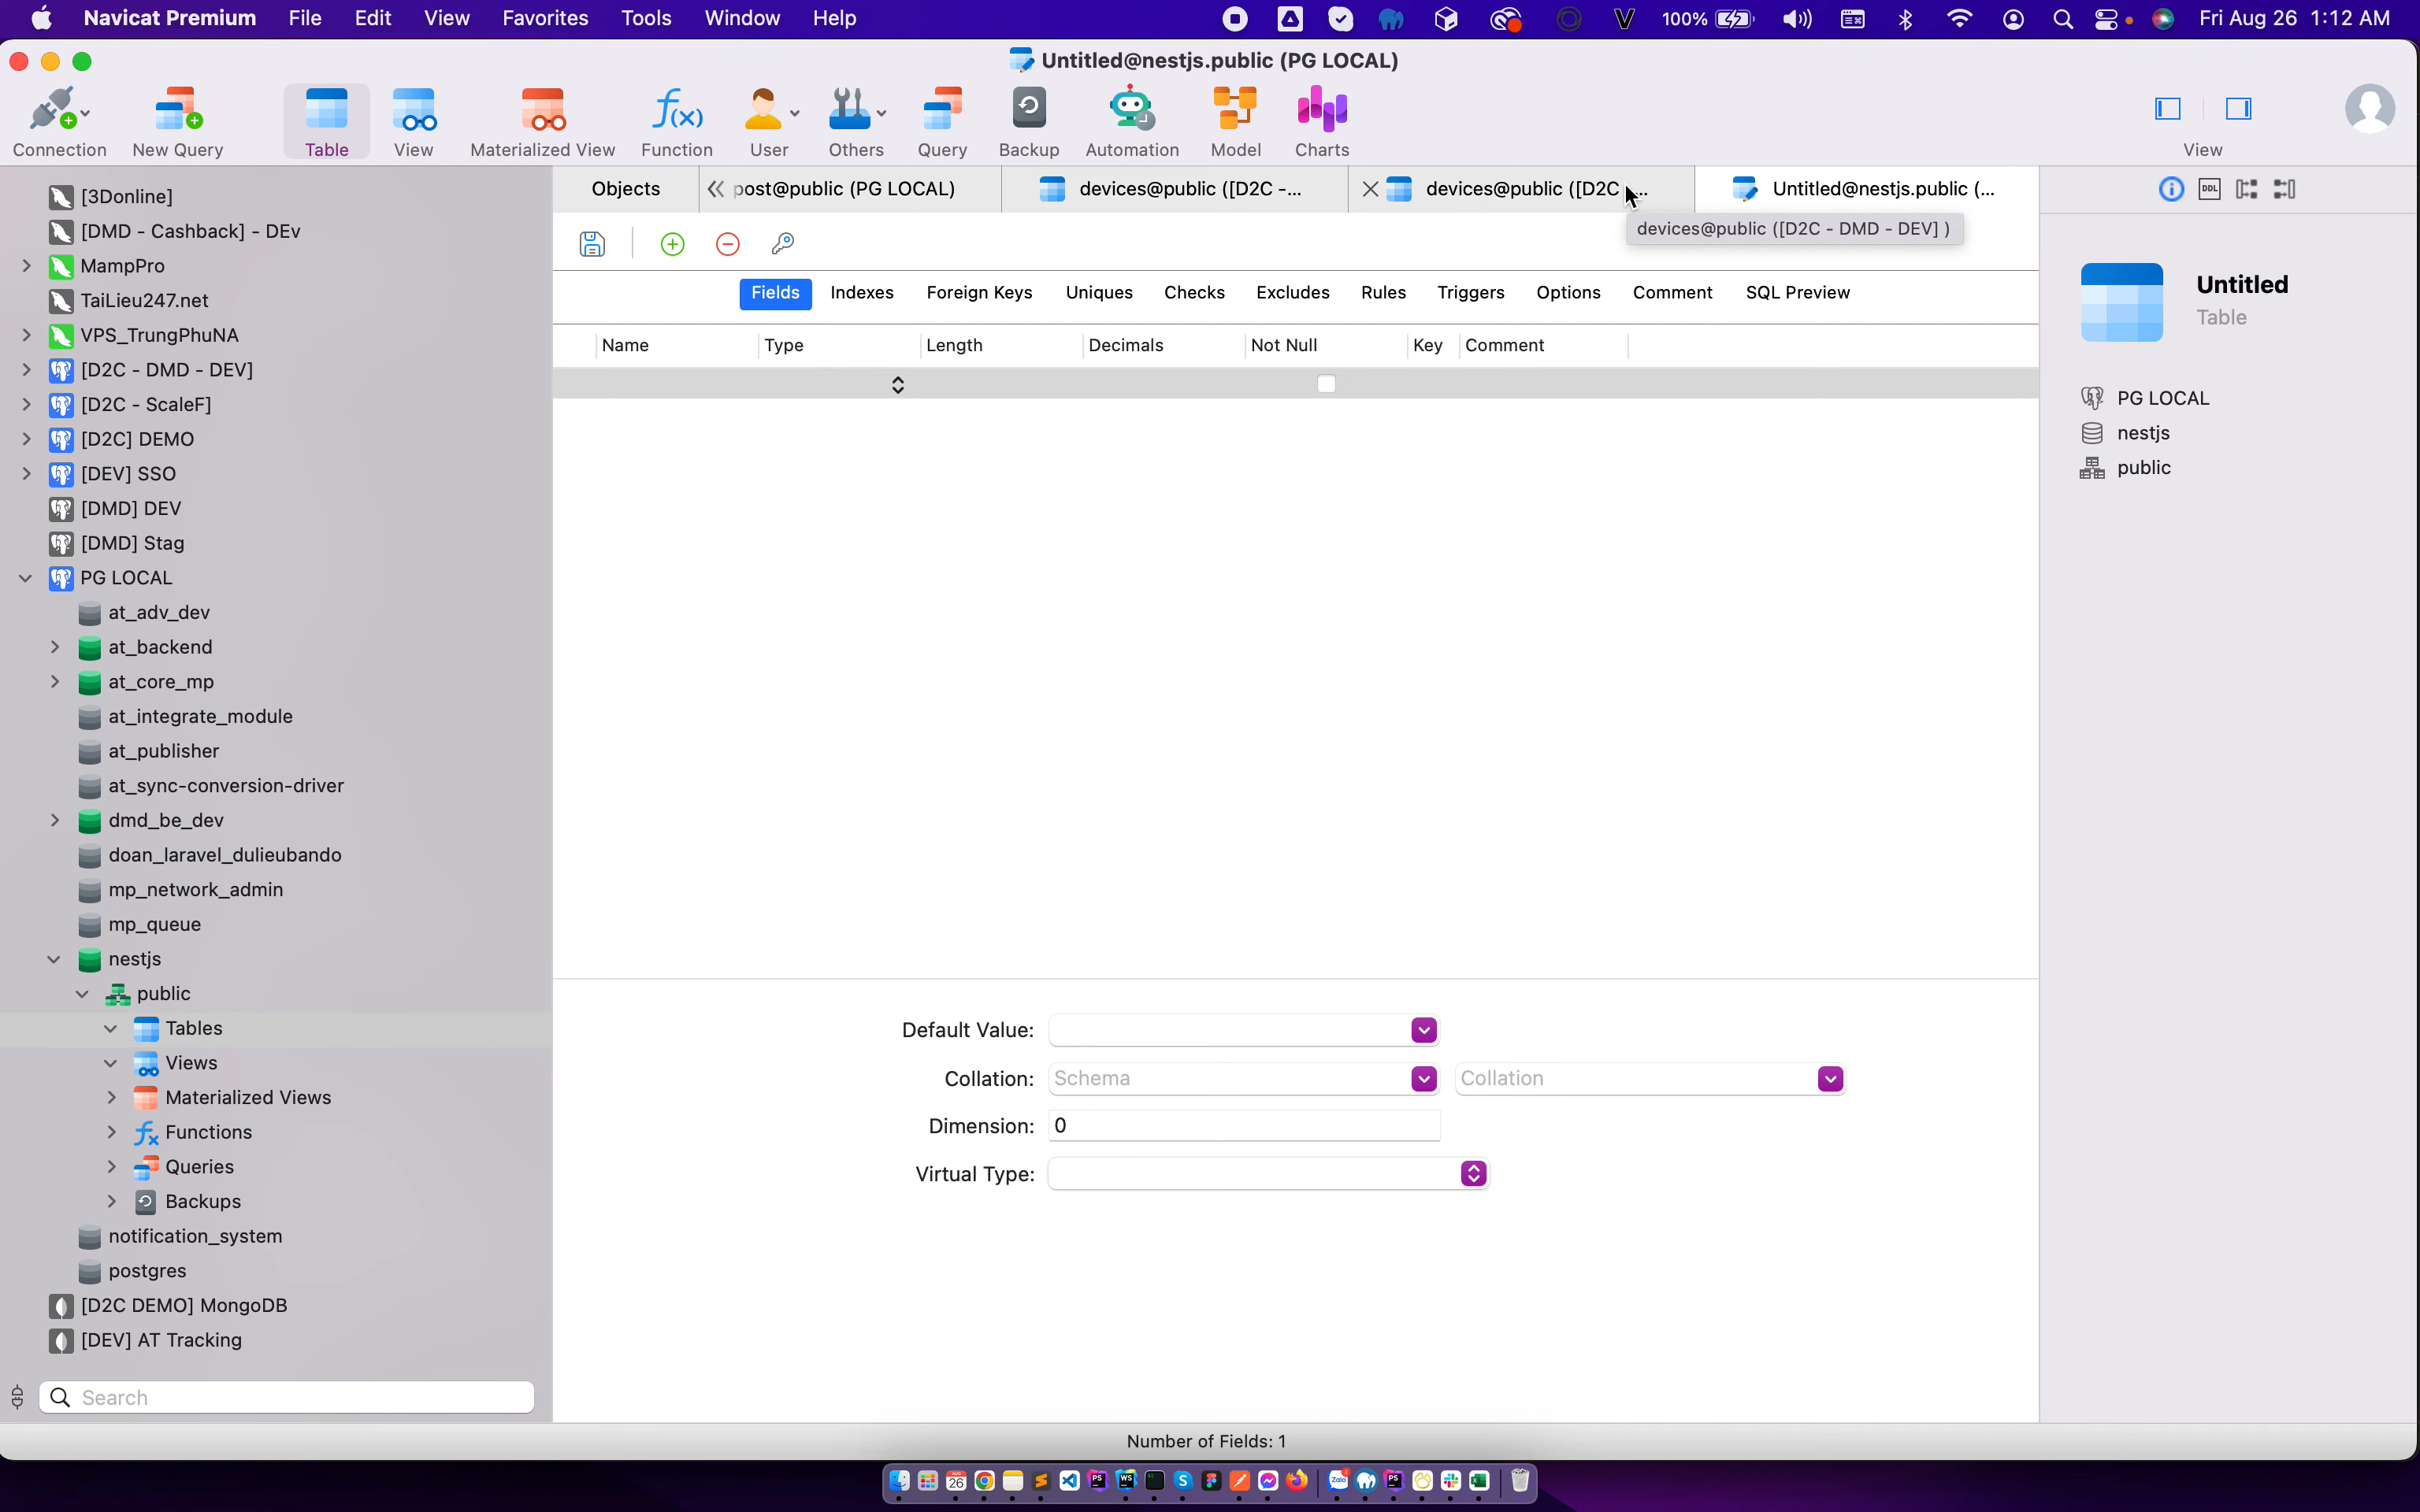 Navicat Premium File Edit View Favorites Tools Window Help 100% Fri Aug 26 1:12 AM
Untitled@nestjs.public (PG LOCAL)
Connection New Query Table View Materialized View Function User Others Query Backup Automation Model Charts View
Objects post@public (PG LOCAL) devices@public ([D2C -... devices@public ([D2C ... Untitled@nestjs.public (...
DDL
devices@public ([D2C - DMD - DEV] )
Fields Indexes Foreign Keys Uniques Checks Excludes Rules Triggers Options Comment SQL Preview
Name Type Length Decimals Not Null Key Comment
[3Donline]
[DMD - Cashback] - DEv
MampPro
TaiLieu247.net
VPS_TrungPhuNA
[D2C - DMD - DEV]
[D2C - ScaleF]
[D2C] DEMO
[DEV] SSO
[DMD] DEV
[DMD] Stag
PG LOCAL
at_adv_dev
at_backend
at_core_mp
at_integrate_module
at_publisher
at_sync-conversion-driver
dmd_be_dev
doan_laravel_dulieubando
mp_network_admin
mp_queue
nestjs
public
Tables
Views
Materialized Views
Functions
Queries
Backups
notification_system
postgres
[D2C DEMO] MongoDB
[DEV] AT Tracking
Search
Default Value:
Collation: Schema Collation
Dimension: 0
Virtual Type:
Untitled
Table
PG LOCAL
nestjs
public
Number of Fields: 1
26 PS WS Zalo PS